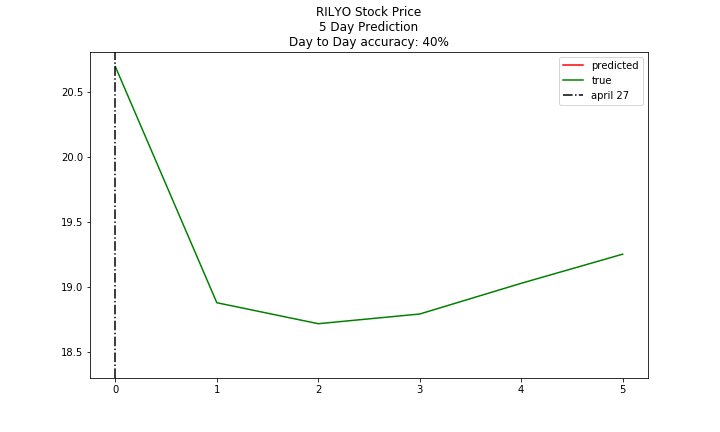 RILYO Stock Price
5 Day Prediction
Day to Day accuracy: 40%
predicted
true
april 27
20.5
20.0
19.5
19.0
18.5
0 1 2 3 4 5